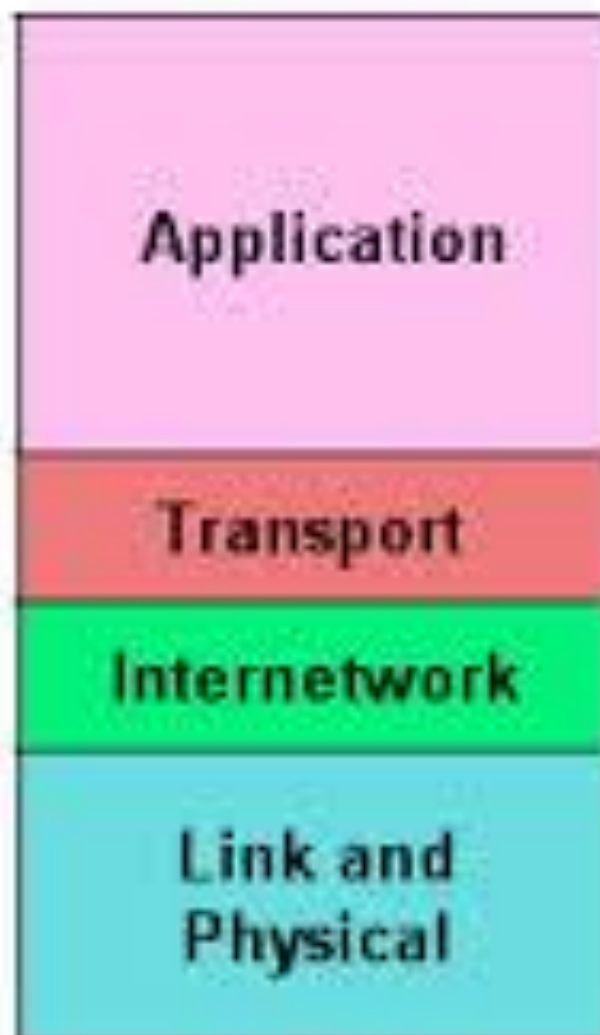 Application
Transport
Internetwork
Link and
Physical